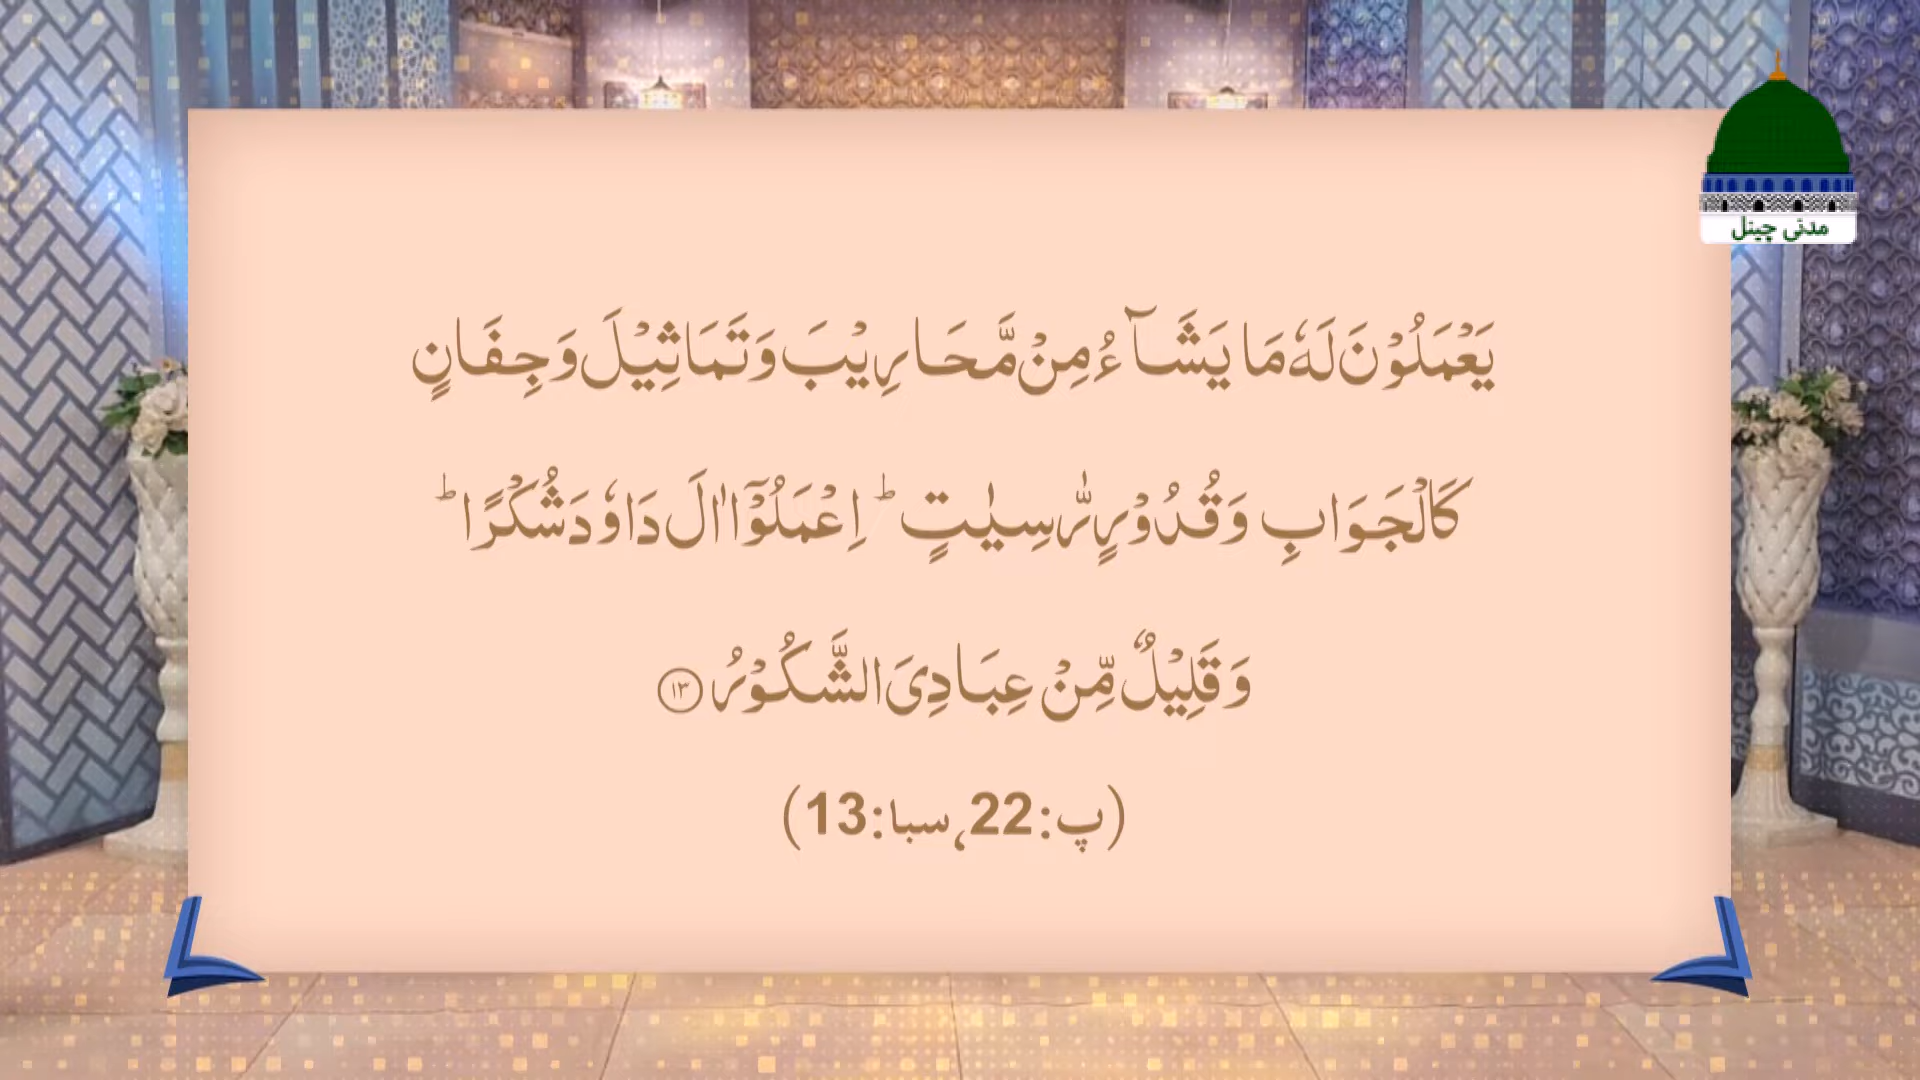 مدنی چینل
یَعْمَلُوْنَ لَهٗ مَا یَشَآءُ مِنْ مَّحَارِیْبَ وَ تَمَاثِیْلَ وَ جِفَانٍ
كَالْجَوَابِ وَ قُدُوْرٍ رّٰسِیٰتٍ ؕ اِعْمَلُوْۤا اٰلَ دَاوٗدَ شُكْرًا ؕ
وَ قَلِیْلٌ مِّنْ عِبَادِیَ الشَّكُوْرُ ۝۱۳
(پ:22،سبا:13)